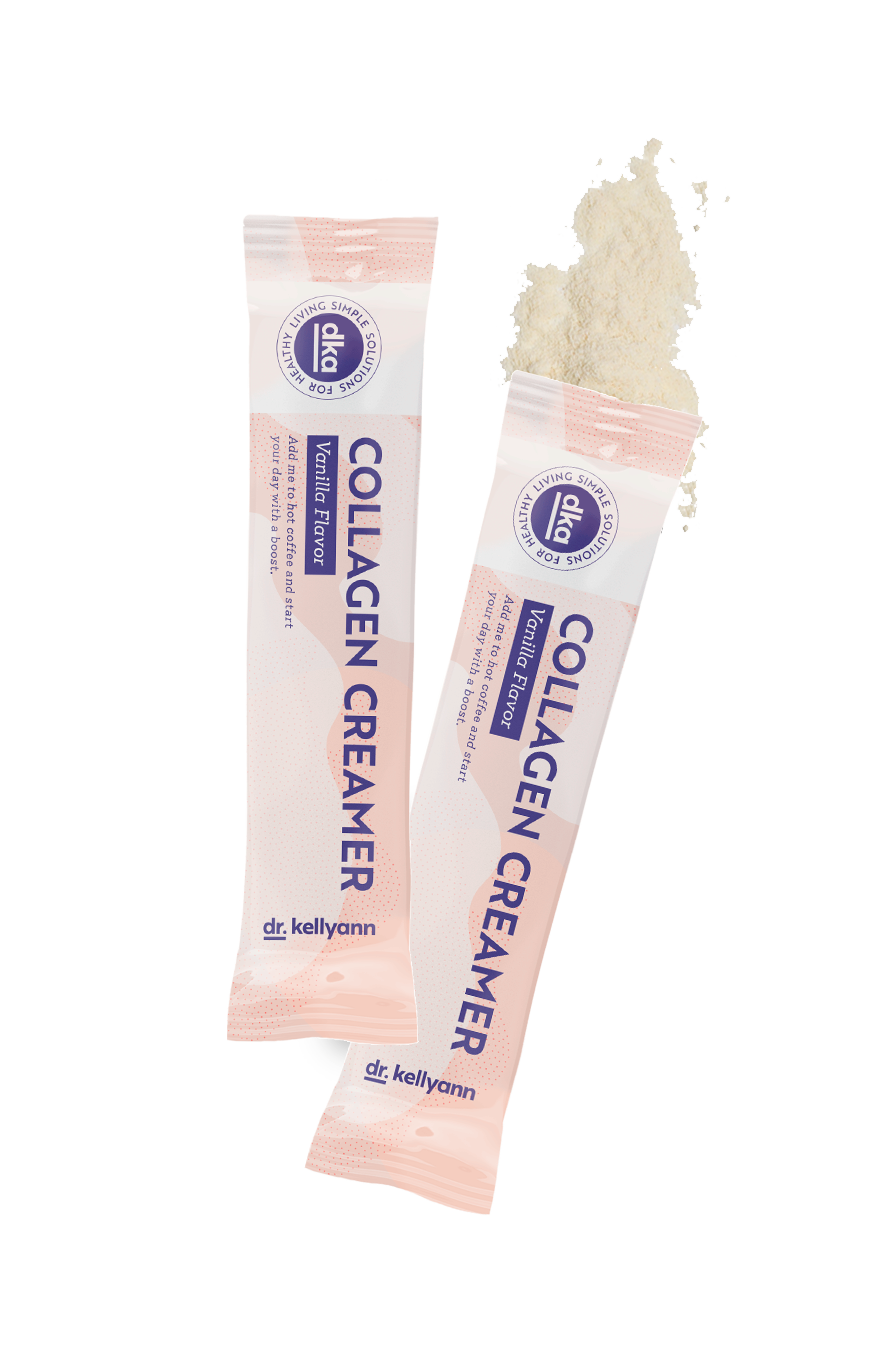 LIVING SIMPLE SOLUTIONS FOR HEALTHY
dka
COLLAGEN CREAMER
Vanilla Flavor
Add me to hot coffee and start
your day with a boost.
dr. kellyann
LIVING SIMPLE SOLUTIONS FOR HEALTHY
dka
COLLAGEN CREAMER
Vanilla Flavor
Add me to hot coffee and start
your day with a boost.
dr. kellyann